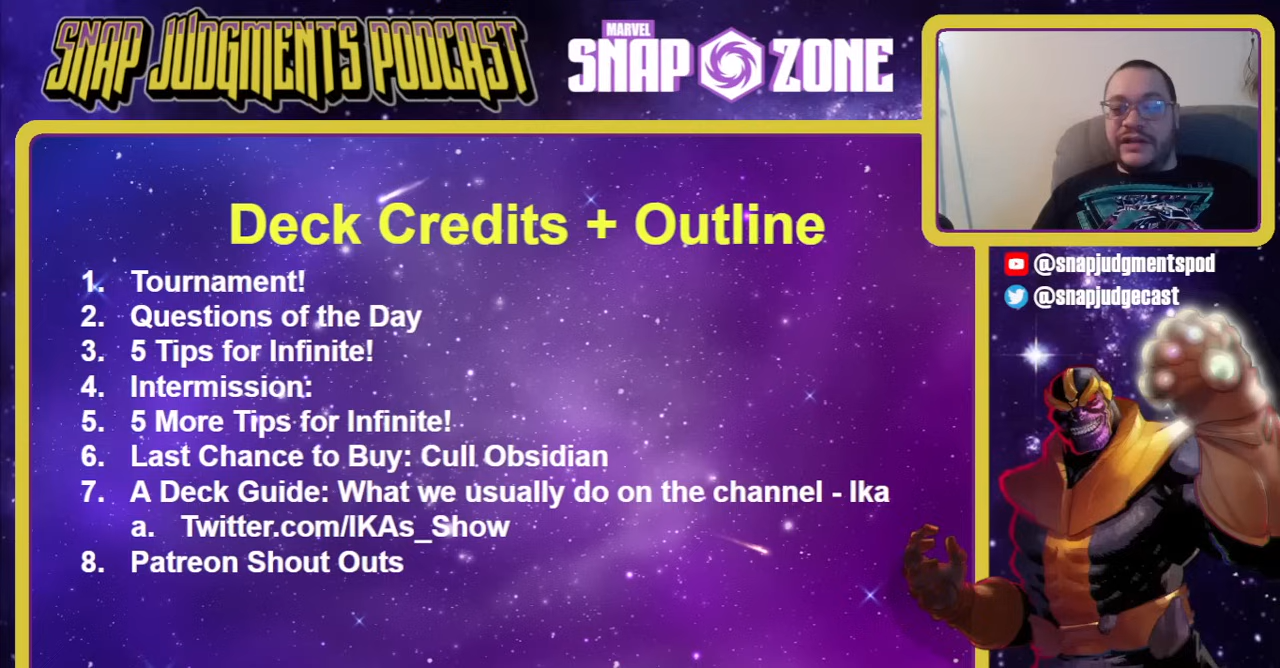 SNAP JUDGMENTS PODCAST
MARVEL
SNAP ZONE
Deck Credits + Outline
1. Tournament!
2. Questions of the Day
3. 5 Tips for Infinite!
4. Intermission:
5. 5 More Tips for Infinite!
6. Last Chance to Buy: Cull Obsidian
7. A Deck Guide: What we usually do on the channel - Ika
a. Twitter.com/IKAs_Show
8. Patreon Shout Outs
@snapjudgmentspod
@snapjudgecast